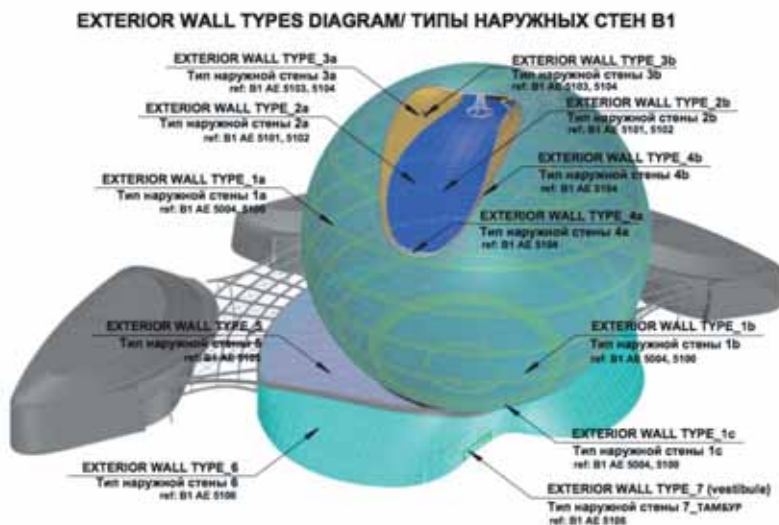 EXTERIOR WALL TYPES DIAGRAM/ ТИПЫ НАРУЖНЫХ СТЕН B1
EXTERIOR WALL TYPE_3a
Тип наружной стены 3a
ref: B1 AE 5103, 5104
EXTERIOR WALL TYPE_3b
Тип наружной стены 3b
ref: B1 AE 5103, 5104
EXTERIOR WALL TYPE_2a
Тип наружной стены 2a
ref: B1 AE 5101, 5102
EXTERIOR WALL TYPE_2b
Тип наружной стены 2b
ref: B1 AE 5101, 5102
EXTERIOR WALL TYPE_4b
Тип наружной стены 4b
ref: B1 AE 5104
EXTERIOR WALL TYPE_1a
Тип наружной стены 1a
ref: B1 AE 5004, 5100
EXTERIOR WALL TYPE_4a
Тип наружной стены 4a
ref: B1 AE 5104
EXTERIOR WALL TYPE_5
Тип наружной стены 5
ref: B1 AE 5105
EXTERIOR WALL TYPE_1b
Тип наружной стены 1b
ref: B1 AE 5004, 5100
EXTERIOR WALL TYPE_1c
Тип наружной стены 1c
ref: B1 AE 5004, 5100
EXTERIOR WALL TYPE_6
Тип наружной стены 6
ref: B1 AE 5106
EXTERIOR WALL TYPE_7 (vestibule)
Тип наружной стены 7_ТАМБУР
ref: B1 AE 5106